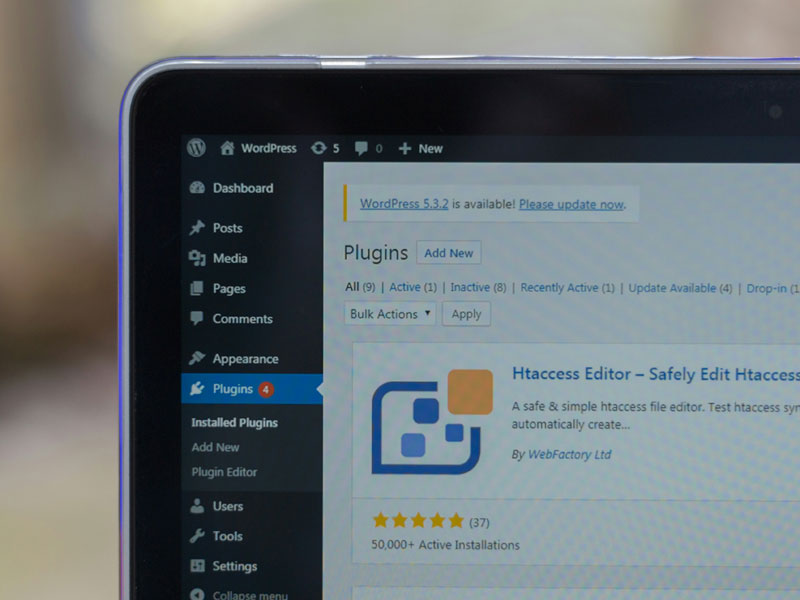 WordPress 5 0 New
Dashboard
Posts
Media
Pages
Comments
Appearance
Plugins 4
Installed Plugins
Add New
Plugin Editor
Users
Tools
Settings
Collapse menu
WordPress 5.3.2 is available! Please update now.
Plugins Add New
All (9) | Active (1) | Inactive (8) | Recently Active (1) | Update Available (4) | Drop-in (1
Bulk Actions Apply
Htaccess Editor – Safely Edit Htaccess
A safe & simple htaccess file editor. Test htaccess syn
automatically create...
By WebFactory Ltd
(37)
50,000+ Active Installations